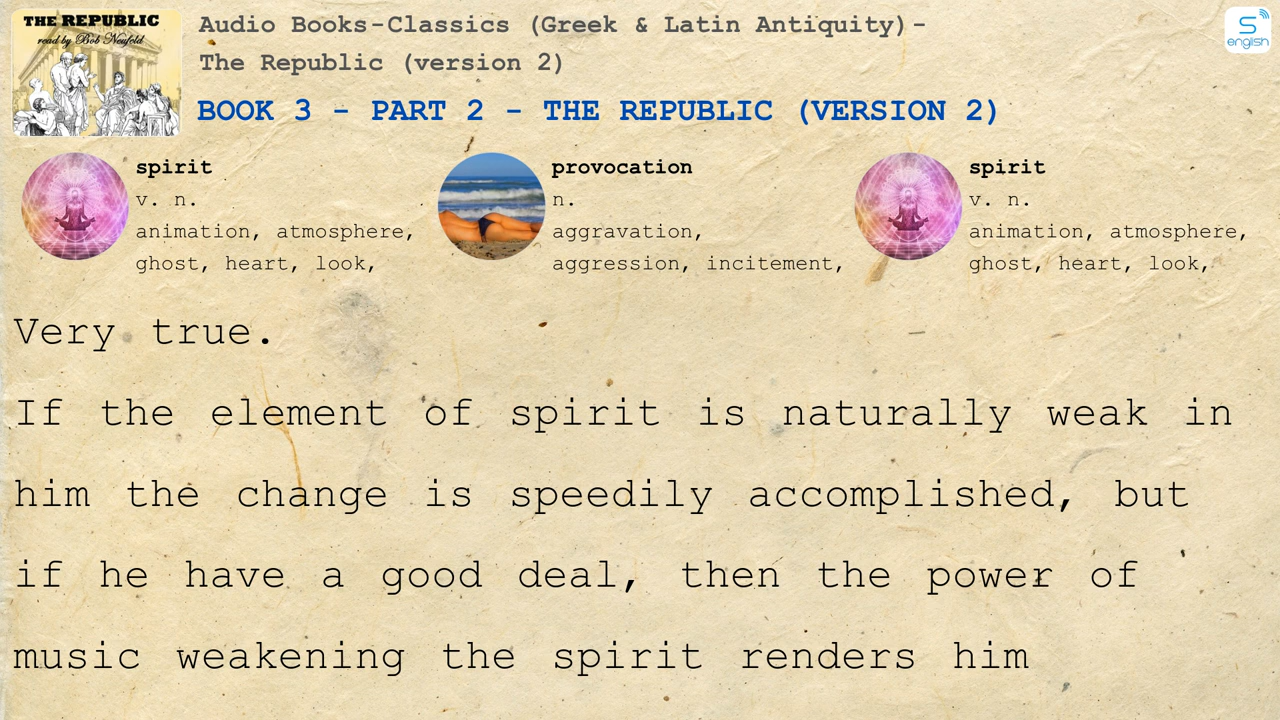 THE REPUBLIC
read by Bob Neufeld
Audio Books-Classics (Greek & Latin Antiquity)-
The Republic (version 2)
S
english
BOOK 3 - PART 2 - THE REPUBLIC (VERSION 2)
spirit
v. n.
animation, atmosphere,
ghost, heart, look,
provocation
n.
aggravation,
aggression, incitement,
spirit
v. n.
animation, atmosphere,
ghost, heart, look,
Very true.
If the element of spirit is naturally weak in
him the change is speedily accomplished, but
if he have a good deal, then the power of
music weakening the spirit renders him